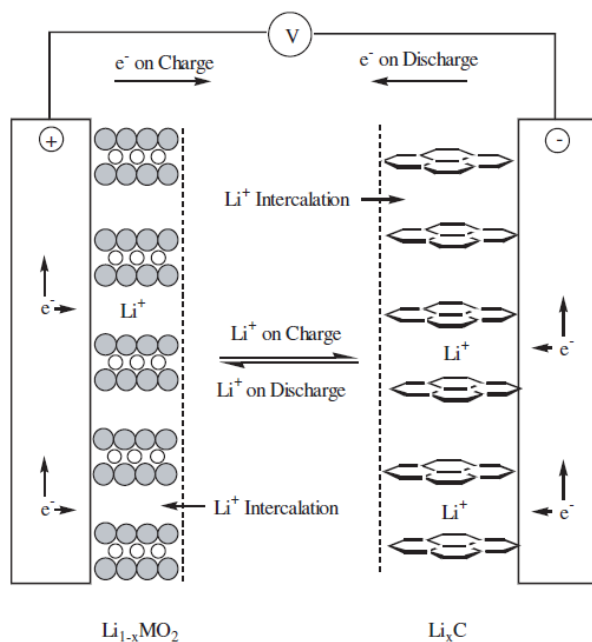 V
e⁻ on Charge
e⁻ on Discharge
+
-
Li⁺ Intercalation
e⁻
Li⁺
Li⁺ on Charge
Li⁺ on Discharge
Li⁺
e⁻
e⁻
Li⁺ Intercalation
Li⁺
e⁻
Li₁₋ₓMO₂
LiₓC